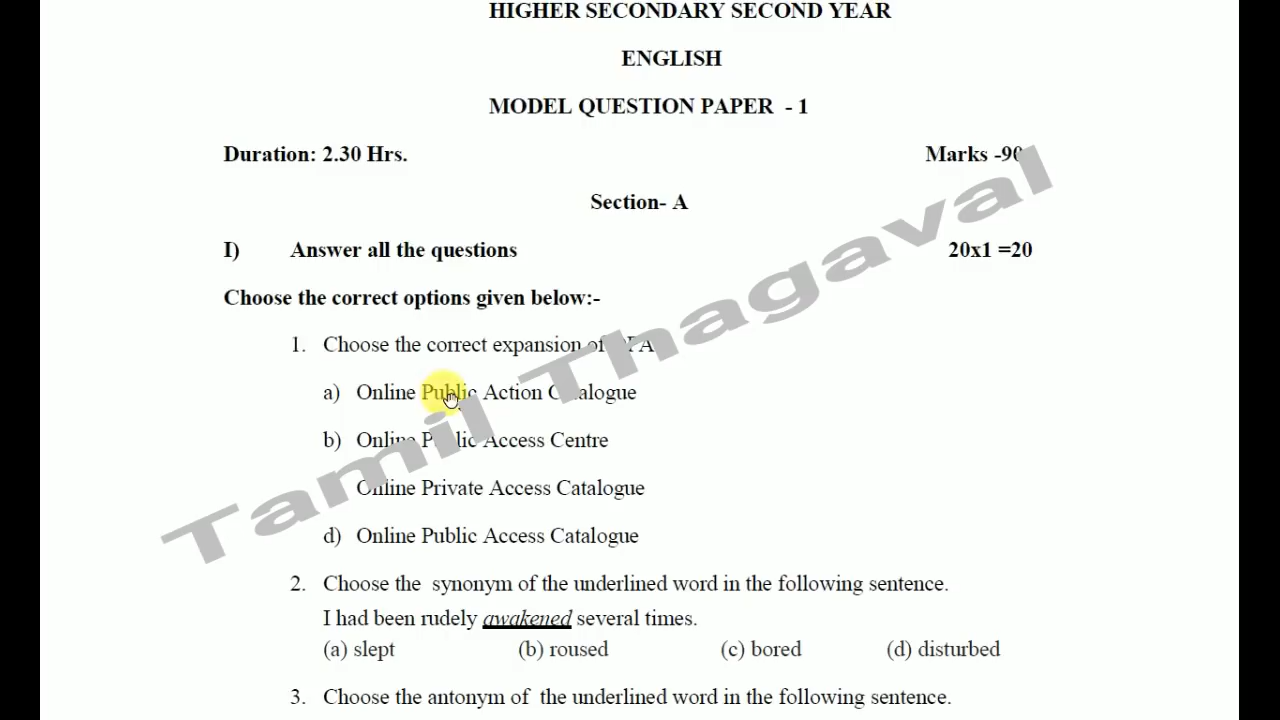 HIGHER SECONDARY SECOND YEAR
ENGLISH
MODEL QUESTION PAPER - 1
Duration: 2.30 Hrs. Marks -90
Section- A
I) Answer all the questions 20x1 =20
Choose the correct options given below:-
1. Choose the correct expansion of
a) Online Public Action Catalogue
b) Online Public Access Centre
Online Private Access Catalogue
d) Online Public Access Catalogue
2. Choose the synonym of the underlined word in the following sentence.
I had been rudely awakened several times.
(a) slept (b) roused (c) bored (d) disturbed
3. Choose the antonym of the underlined word in the following sentence.
Tamil Thagaval